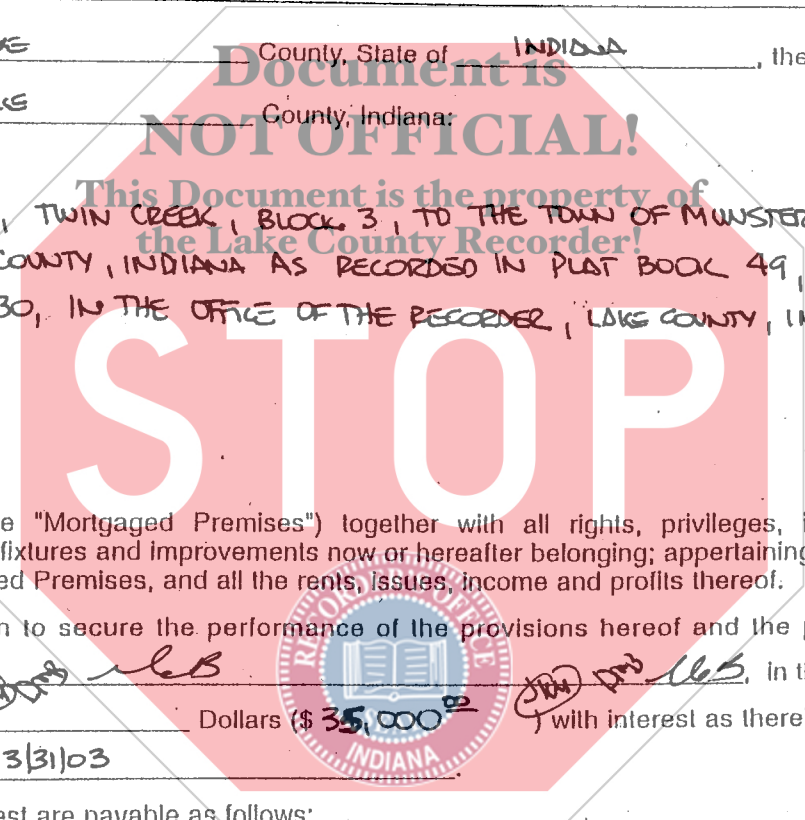 County, State of INDIANA, the
County, Indiana:
Document is
NOT OFFICIAL!
This Document is the property of
the Lake County Recorder!
, TWIN CREEK, BLOCK 3, TO THE TOWN OF MUNSTER
COUNTY, INDIANA AS RECORDED IN PLAT BOOK 49,
30, IN THE OFFICE OF THE RECORDER, LAKE COUNTY, IN
STOP
e "Mortgaged Premises") together with all rights, privileges, i
fixtures and improvements now or hereafter belonging; appertaining
ed Premises, and all the rents, issues, income and profits thereof.
n to secure the performance of the provisions hereof and the p
, in t
Dollars ($ 35,000 00 ) with interest as there
3/31/03
est are payable as follows:
RECORDER'S OFFICE
INDIANA